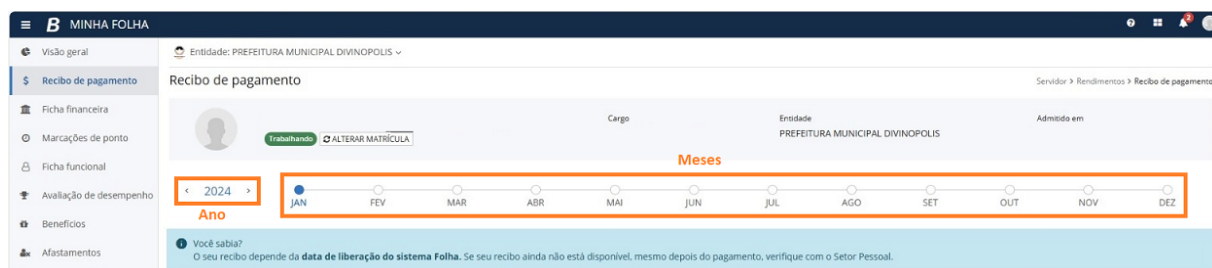 B MINHA FOLHA
2
Visão geral
Entidade: PREFEITURA MUNICIPAL DIVINOPOLIS
$ Recibo de pagamento
Recibo de pagamento
Servidor > Rendimentos > Recibo de pagamento
Ficha financeira
Marcações de ponto
Ficha funcional
Avaliação de desempenho
Benefícios
Afastamentos
Cargo
Entidade
Admitido em
PREFEITURA MUNICIPAL DIVINOPOLIS
Trabalhando ALTERAR MATRÍCULA
Meses
< 2024 >
JAN FEV MAR ABR MAI JUN JUL AGO SET OUT NOV DEZ
Ano
Você sabia?
O seu recibo depende da data de liberação do sistema Folha. Se seu recibo ainda não está disponível, mesmo depois do pagamento, verifique com o Setor Pessoal.